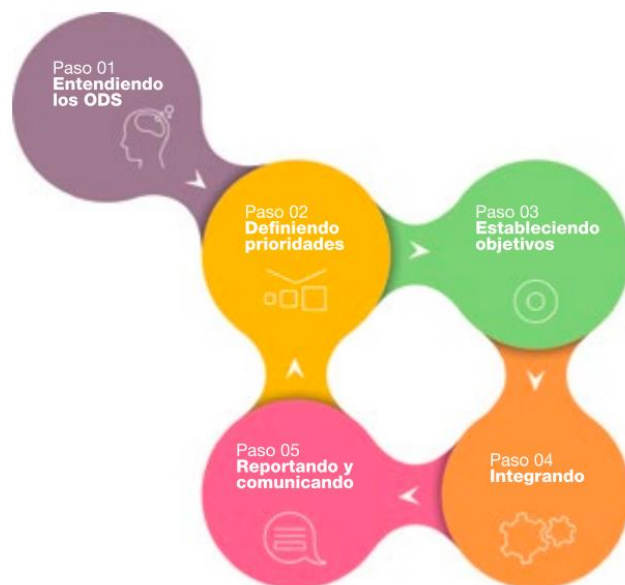 Paso 01
Entendiendo
los ODS
Paso 02
Definiendo
prioridades
Paso 03
Estableciendo
objetivos
Paso 04
Integrando
Paso 05
Reportando y
comunicando